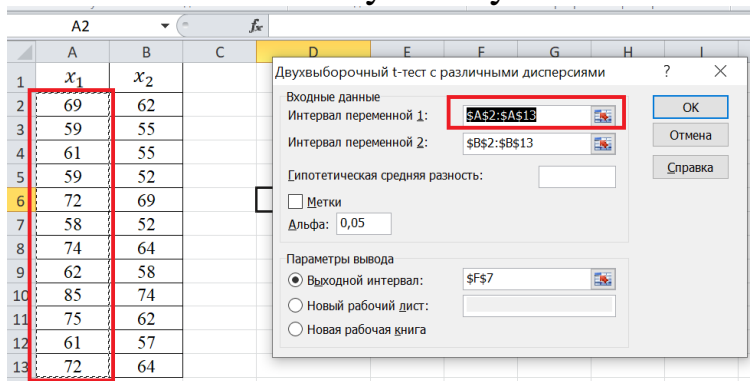 A2 fx
A B C D E F G H I
1 x1 x2
2 69 62
3 59 55
4 61 55
5 59 52
6 72 69
7 58 52
8 74 64
9 62 58
10 85 74
11 75 62
12 61 57
13 72 64
Двухвыборочный t-тест с различными дисперсиями ?
Входные данные
Интервал переменной 1: $A$2:$A$13
Интервал переменной 2: $B$2:$B$13
Гипотетическая средняя разность:
Метки
Альфа: 0,05
Параметры вывода
Выходной интервал: $F$7
Новый рабочий лист:
Новая рабочая книга
OK
Отмена
Справка